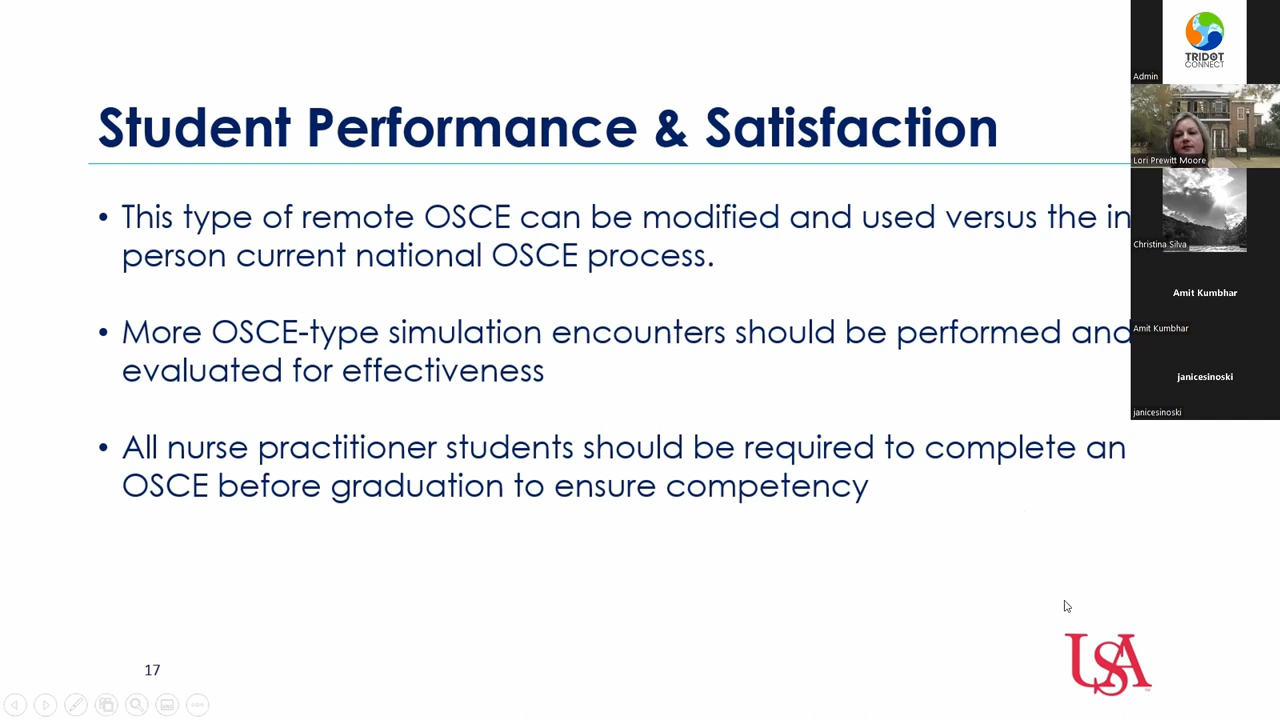 Student Performance & Satisfaction
• This type of remote OSCE can be modified and used versus the in
person current national OSCE process.
• More OSCE-type simulation encounters should be performed and
evaluated for effectiveness
• All nurse practitioner students should be required to complete an
OSCE before graduation to ensure competency
17
USA
TRIDOT
CONNECT
Admin
Lori Prewitt Moore
Christina Silva
Amit Kumbhar
Amit Kumbhar
janicesinoski
janicesinoski